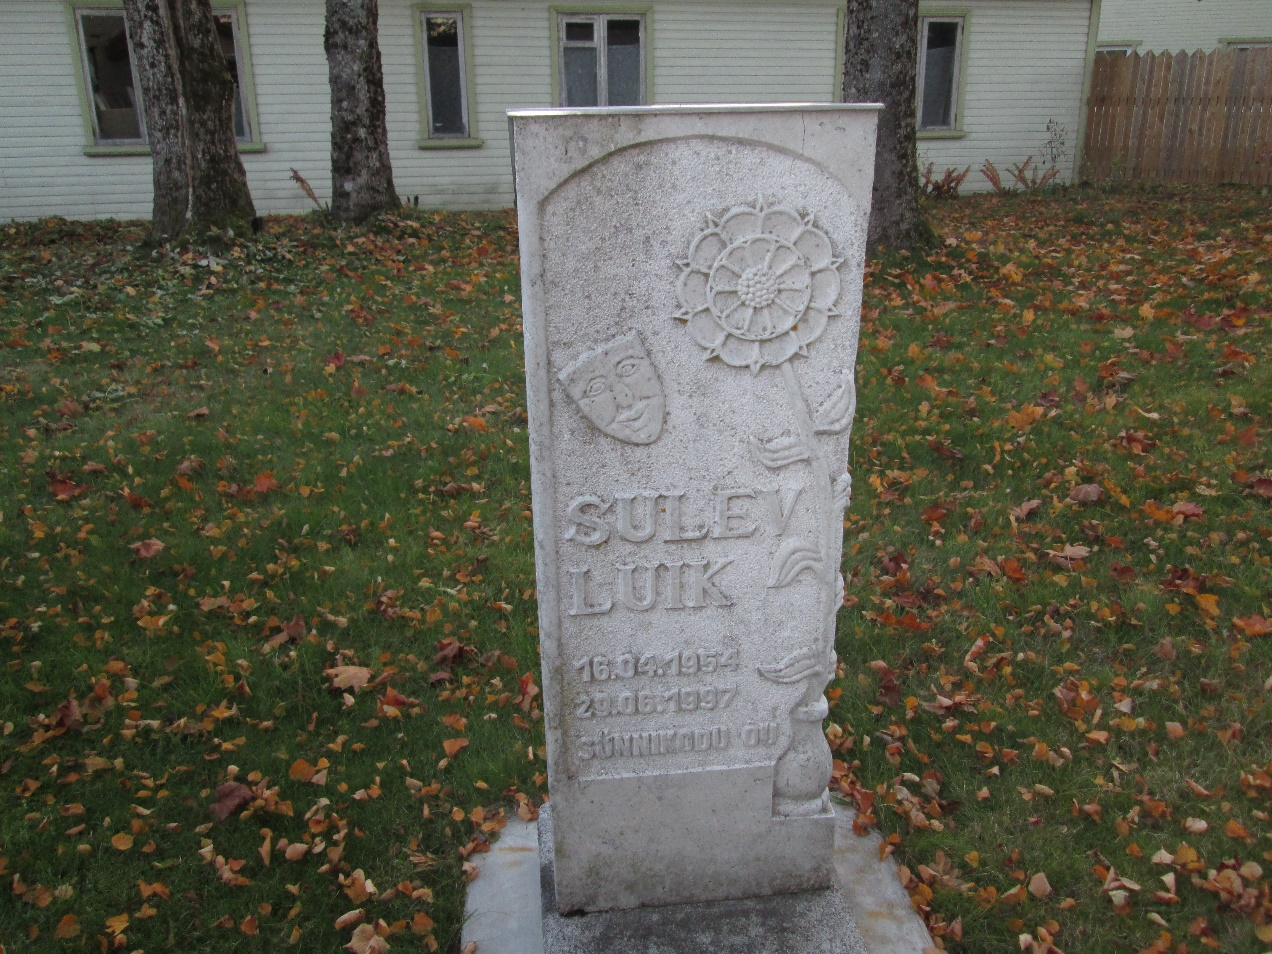 SULEV
LUIK
16.04.1954
29.06.1997
SÜNNIKODU ÕU